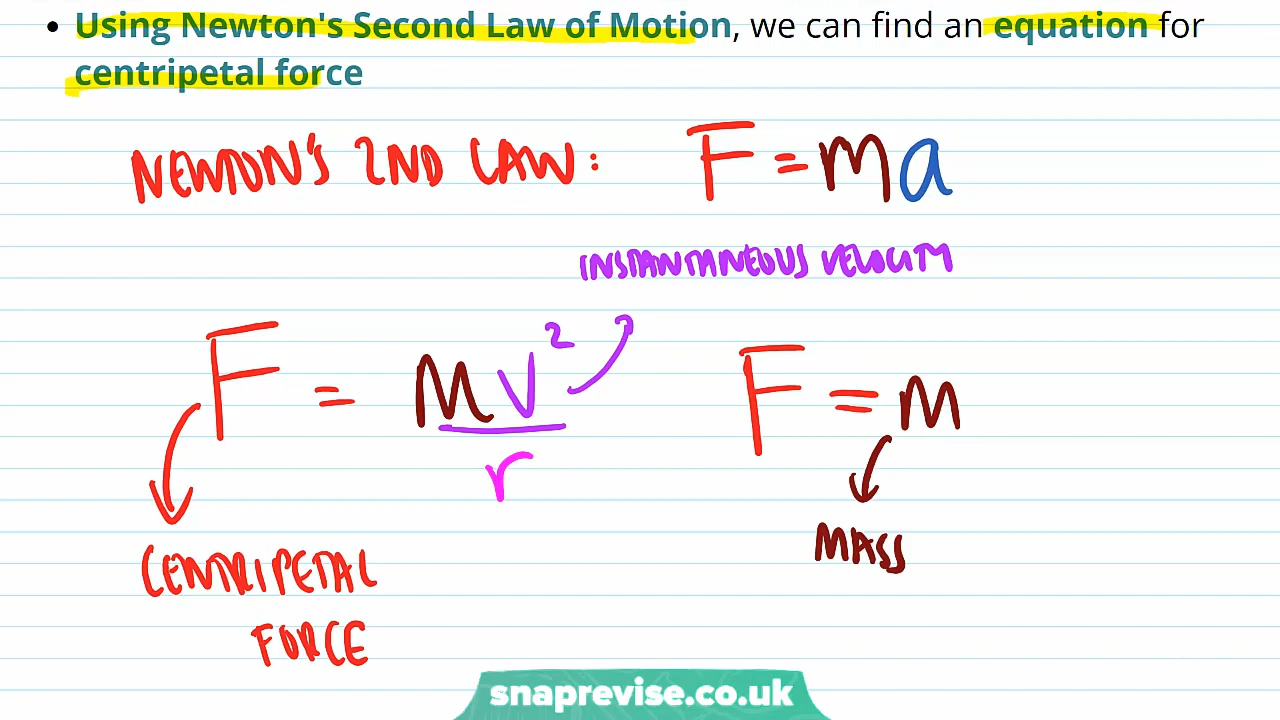 • Using Newton's Second Law of Motion, we can find an equation for
centripetal force
NEWTON'S 2ND LAW: F = ma
INSTANTANEOUS VELOCITY
F = mv²
r
F = m
MASS
CENTRIPETAL
FORCE
snaprevise.co.uk